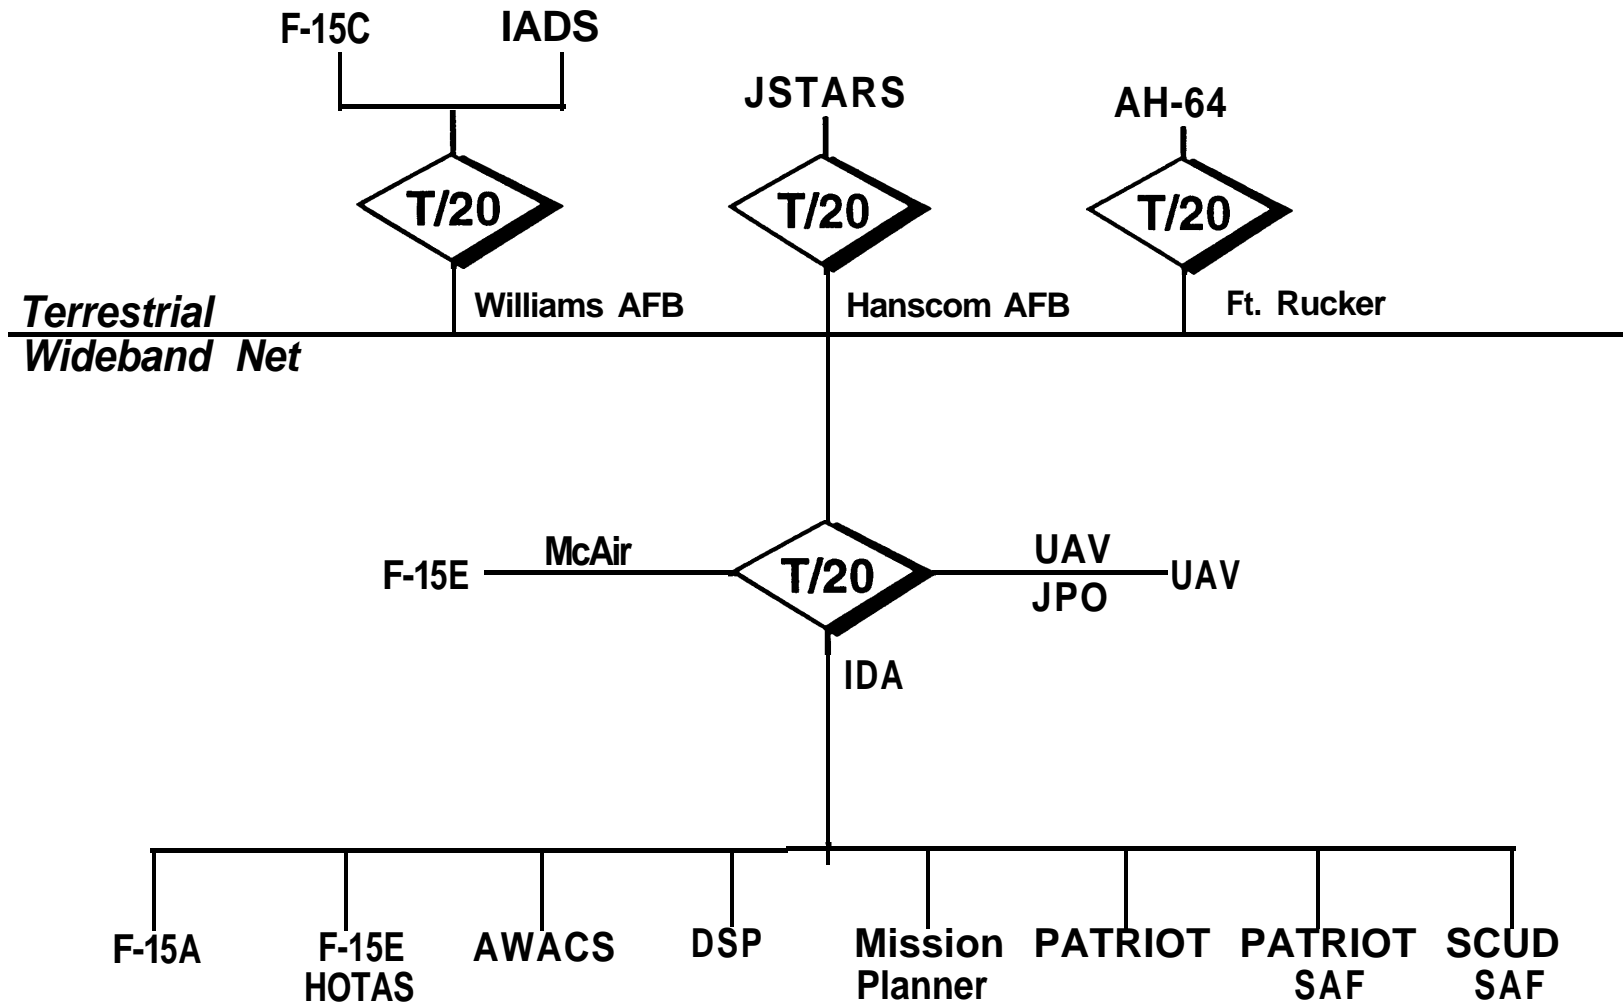 F-15C
IADS
JSTARS
AH-64
T/20
T/20
T/20
Williams AFB
Hanscom AFB
Ft. Rucker
Terrestrial
Wideband Net
F-15E
McAir
T/20
UAV
JPO
UAV
IDA
F-15A
F-15E
HOTAS
AWACS
DSP
Mission
Planner
PATRIOT
PATRIOT
SAF
SCUD
SAF